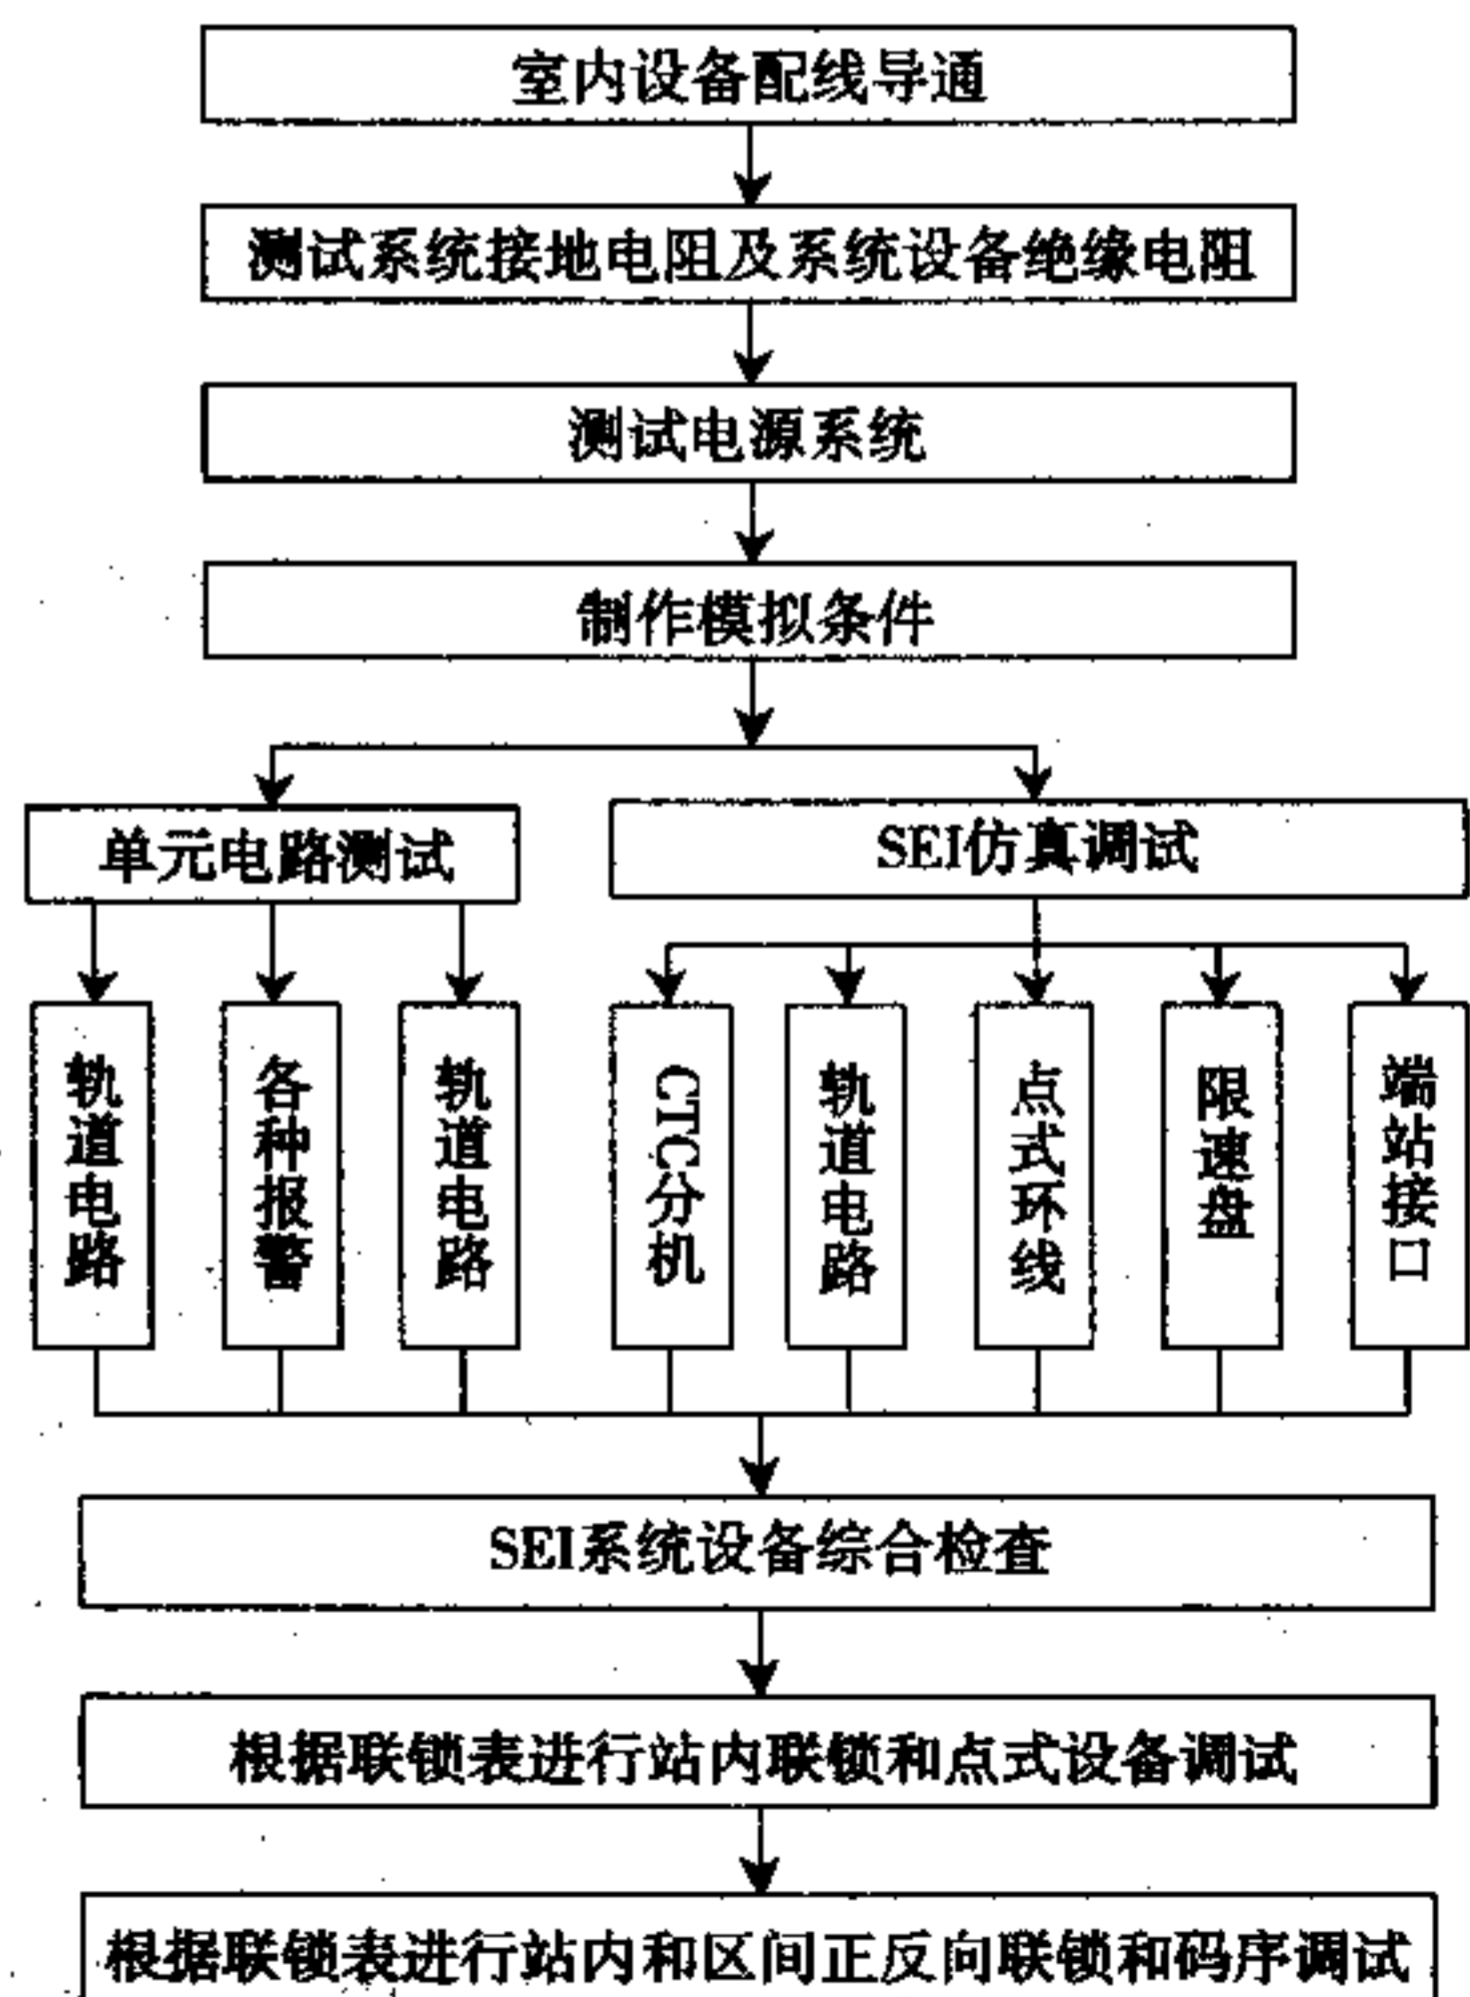 室内设备配线导通
测试系统接地电阻及系统设备绝缘电阻
测试电源系统
制作模拟条件
单元电路测试
SEI仿真调试
轨道电路
各种报警
轨道电路
CTC分机
轨道电路
点式环线
限速盘
端站接口
SEI系统设备综合检查
根据联锁表进行站内联锁和点式设备调试
根据联锁表进行站内和区间正反向联锁和码序调试